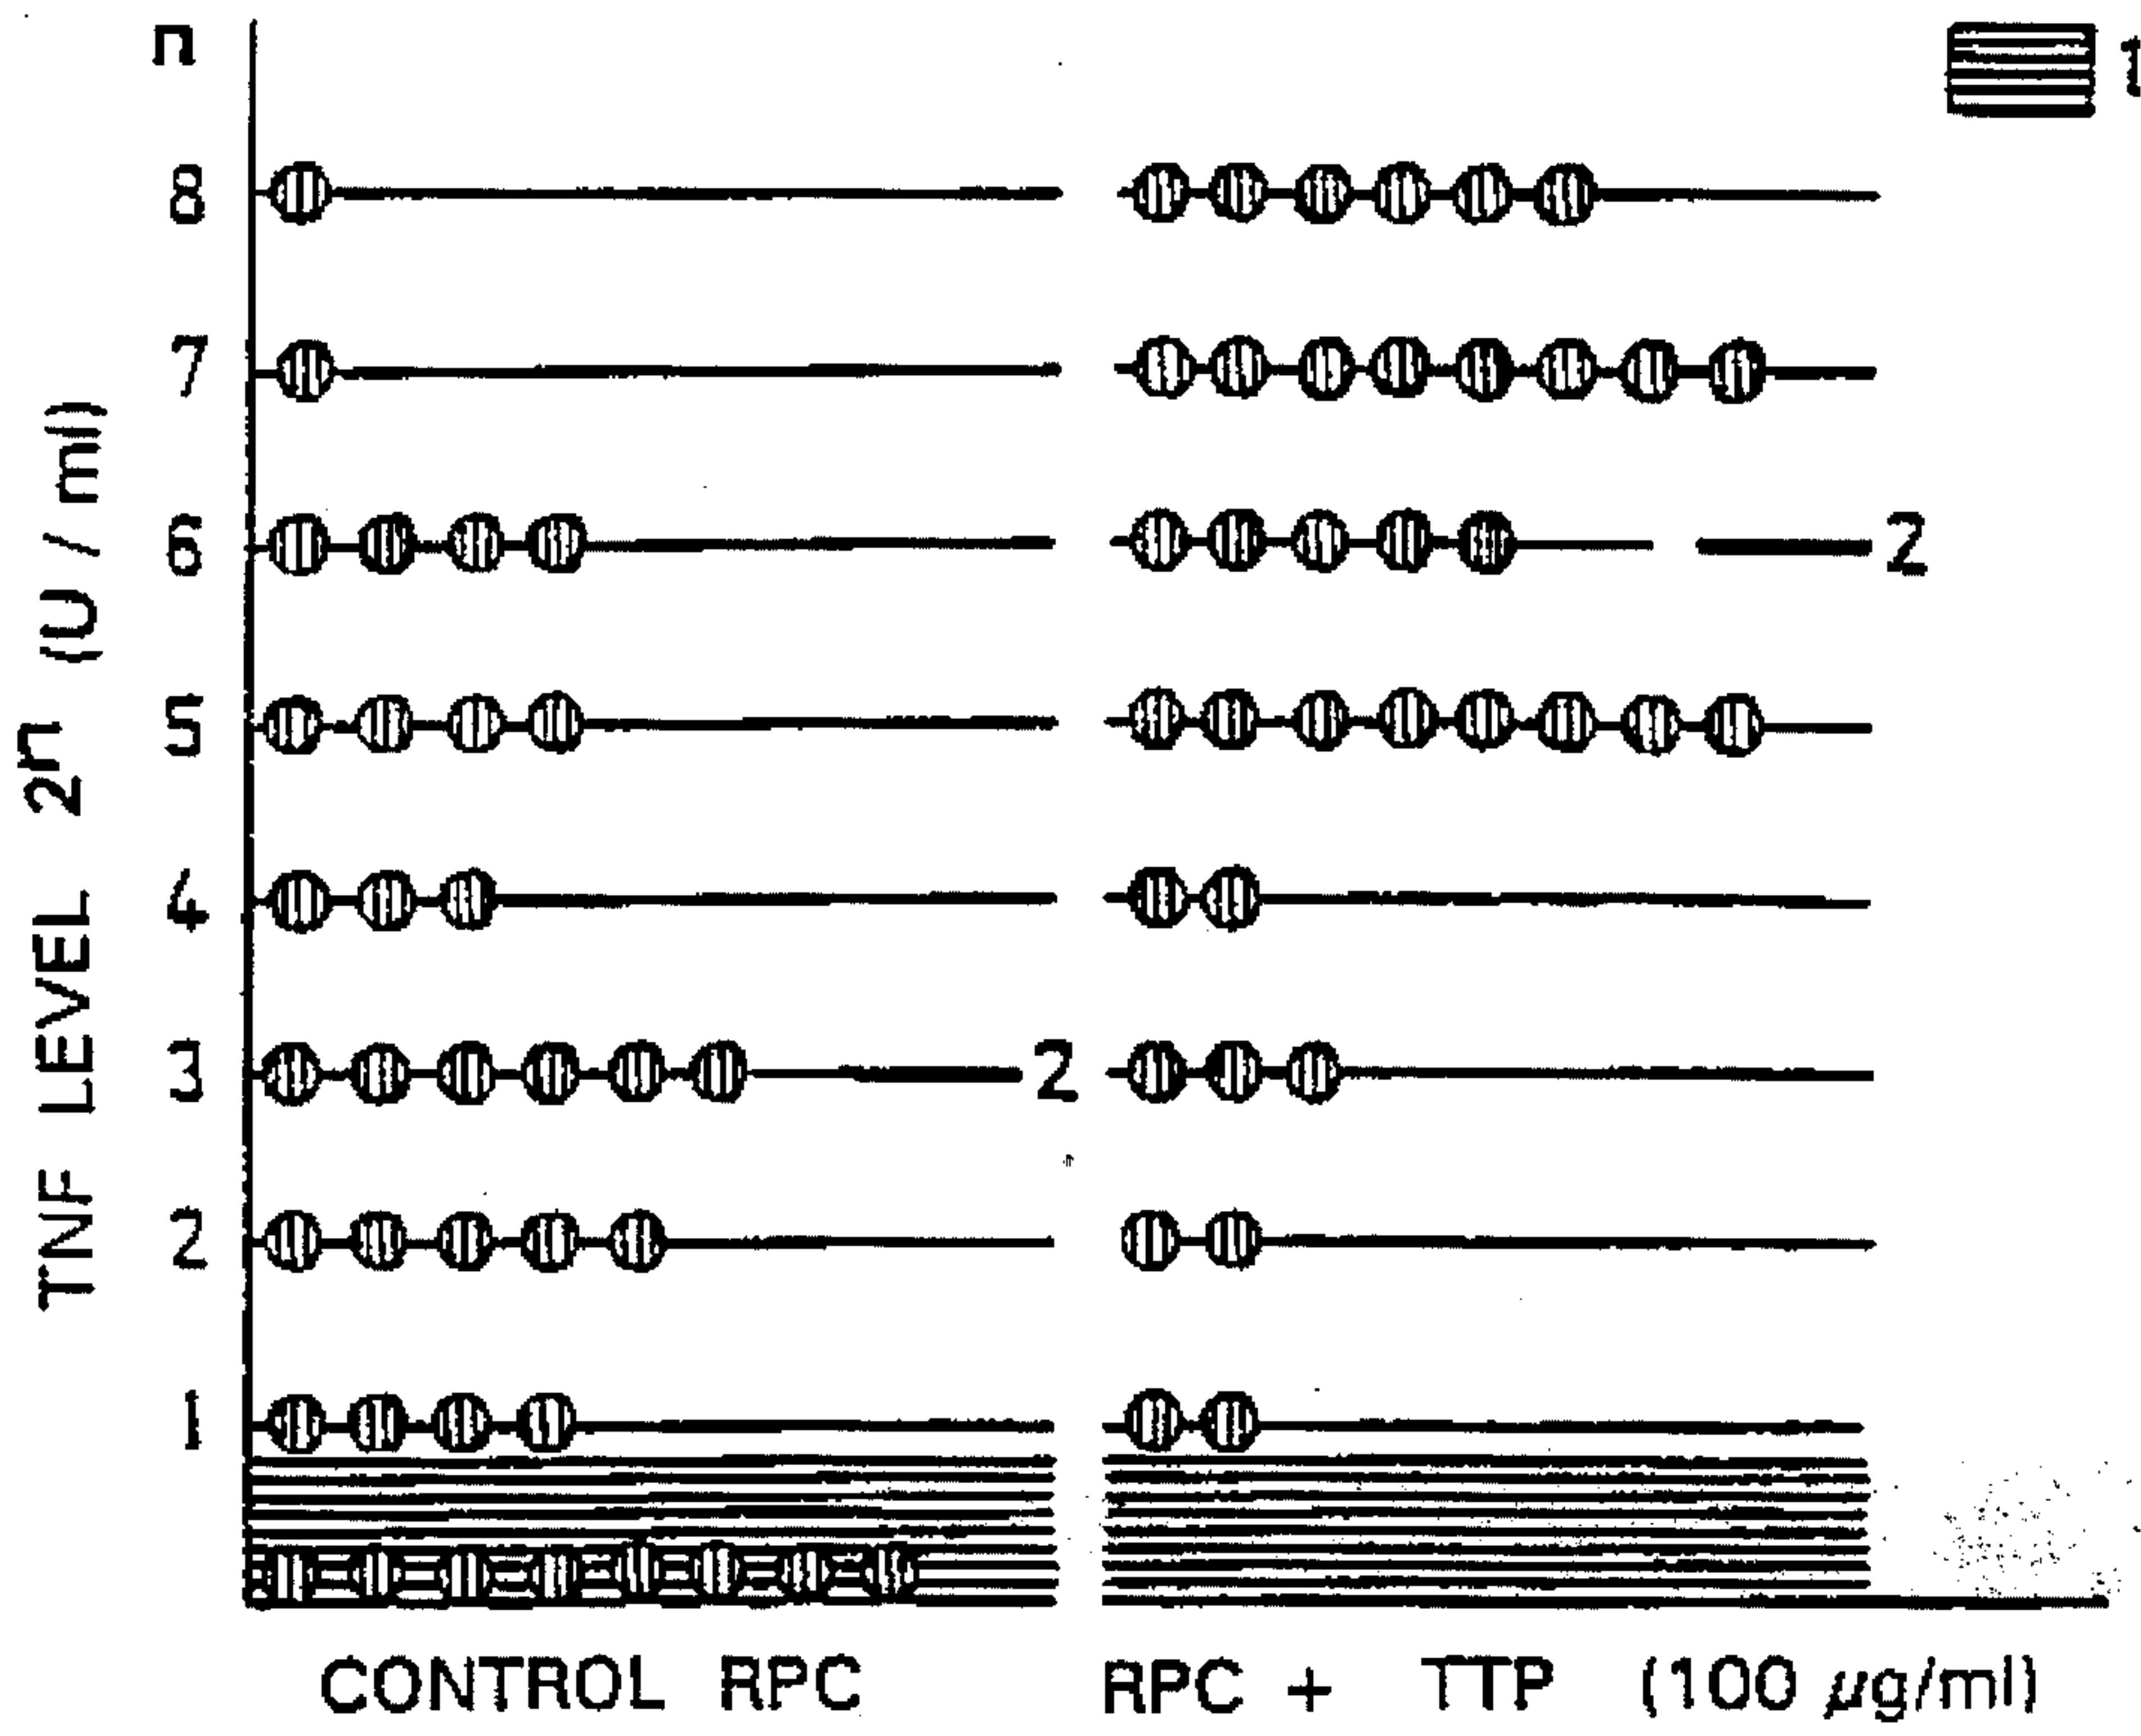 n
1
8
7
6
2
5
4
3
2
2
1
TNF LEVEL 2ⁿ (U / ml)
CONTROL RPC
RPC + TTP (100 µg/ml)